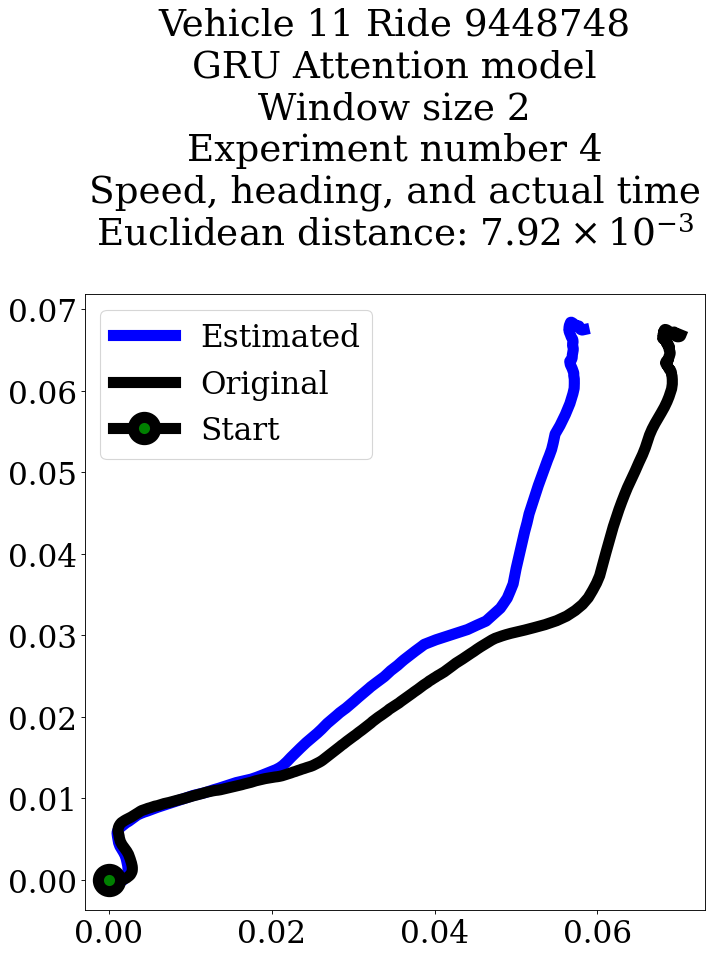 Vehicle 11 Ride 9448748
GRU Attention model
Window size 2
Experiment number 4
Speed, heading, and actual time
Euclidean distance: 7.92 × 10⁻³
0.07
0.06
0.05
0.04
0.03
0.02
0.01
0.00
Estimated
Original
Start
0.00 0.02 0.04 0.06